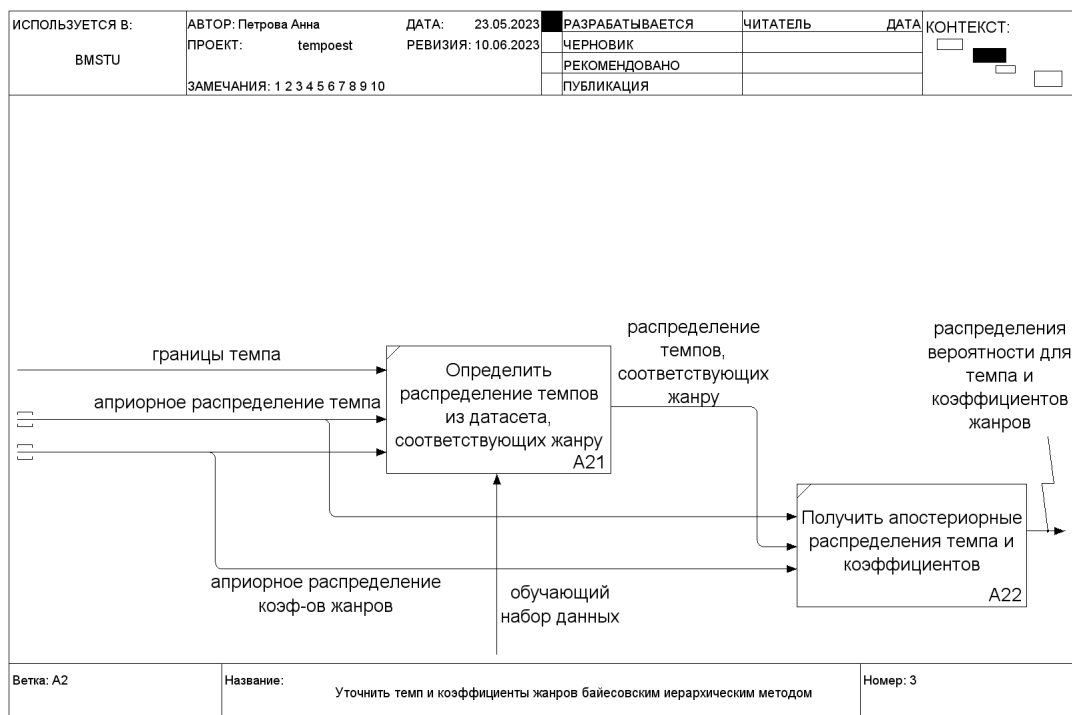 ИСПОЛЬЗУЕТСЯ В:
BMSTU
АВТОР: Петрова Анна
ДАТА: 23.05.2023
ПРОЕКТ: tempoest
РЕВИЗИЯ: 10.06.2023
ЗАМЕЧАНИЯ: 1 2 3 4 5 6 7 8 9 10
РАЗРАБАТЫВАЕТСЯ
ЧЕРНОВИК
РЕКОМЕНДОВАНО
ПУБЛИКАЦИЯ
ЧИТАТЕЛЬ
ДАТА
КОНТЕКСТ:
границы темпа
априорное распределение темпа
Определить
распределение темпов
из датасета,
соответствующих жанру
A21
распределение
темпов,
соответствующих
жанру
распределения
вероятности для
темпа и
коэффициентов
жанров
Получить апостериорные
распределения темпа и
коэффициентов
A22
априорное распределение
коэф-ов жанров
обучающий
набор данных
Ветка: A2
Название:
Уточнить темп и коэффициенты жанров байесовским иерархическим методом
Номер: 3